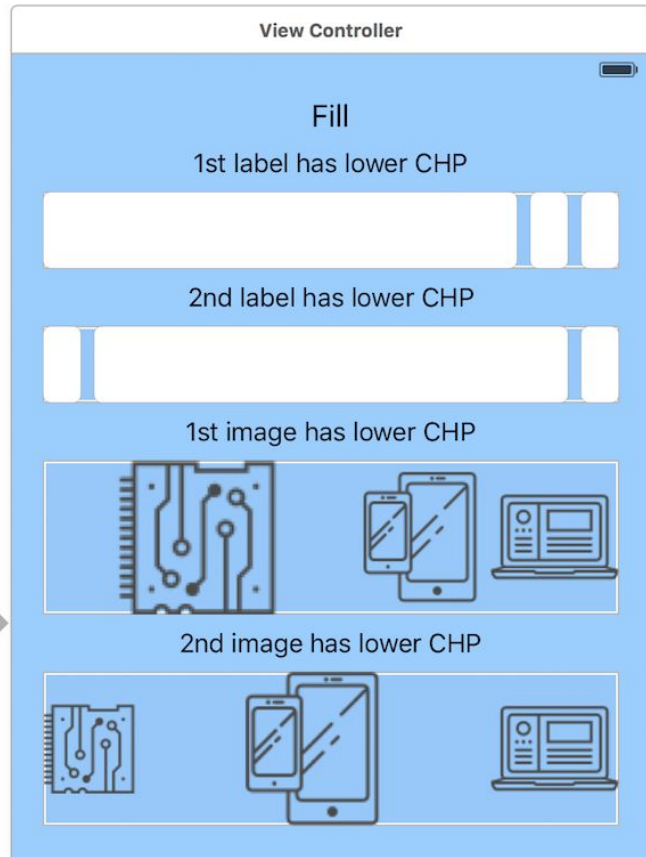 View Controller
Fill
1st label has lower CHP
2nd label has lower CHP
1st image has lower CHP
2nd image has lower CHP